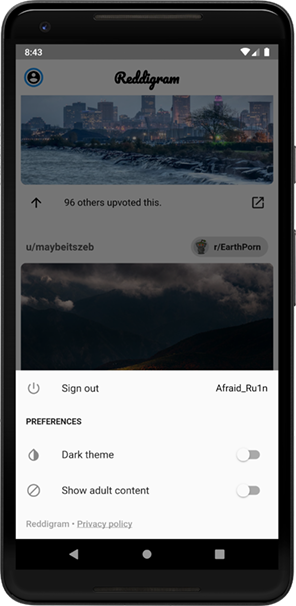 8:43
Reddigram
96 others upvoted this.
u/maybeitszeb r/EarthPorn
Sign out Afraid_Ru1n
PREFERENCES
Dark theme
Show adult content
Reddigram • Privacy policy